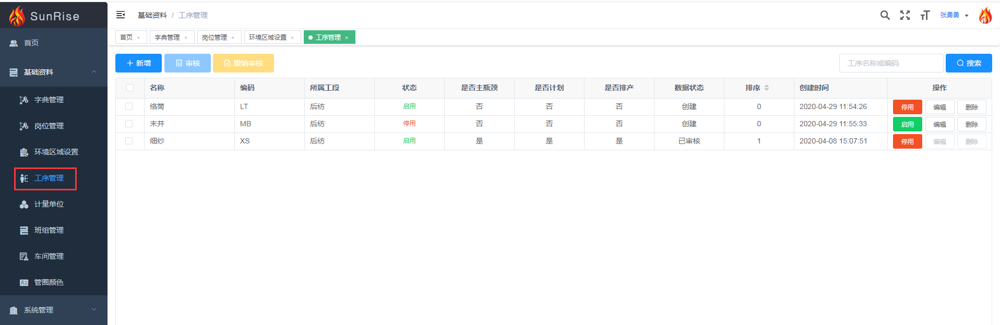 SunRise
基础资料 / 工序管理
张勇勇
首页 ×
字典管理 ×
岗位管理 ×
环境区域设置 ×
工序管理 ×
首页
基础资料
字典管理
岗位管理
环境区域设置
工序管理
计量单位
班组管理
车间管理
管圈颜色
系统管理
新增 审核 撤销审核 工序名称或编码 搜索
名称 编码 所属工段 状态 是否主瓶颈 是否计划 是否排产 数据状态 排序 创建时间 操作
络筒 LT 后纺 启用 否 否 否 创建 0 2020-04-29 11:54:26 停用 编辑 删除
末并 MB 后纺 停用 否 否 否 创建 0 2020-04-29 11:55:33 启用 编辑 删除
细纱 XS 后纺 启用 是 是 是 已审核 1 2020-04-08 15:07:51 停用 编辑 删除